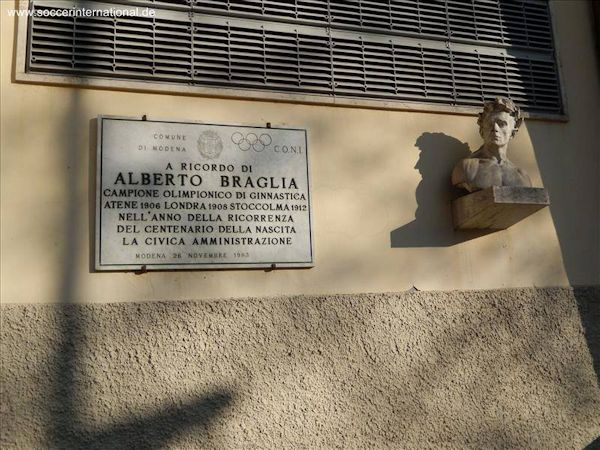 www.soccerinternational.de
COMUNE
DI MODENA
C.O.N.I.
A RICORDO DI
ALBERTO BRAGLIA
CAMPIONE OLIMPIONICO DI GINNASTICA
ATENE 1906 LONDRA 1908 STOCCOLMA 1912
NELL'ANNO DELLA RICORRENZA
DEL CENTENARIO DELLA NASCITA
LA CIVICA AMMINISTRAZIONE
MODENA 26 NOVEMBRE 1983